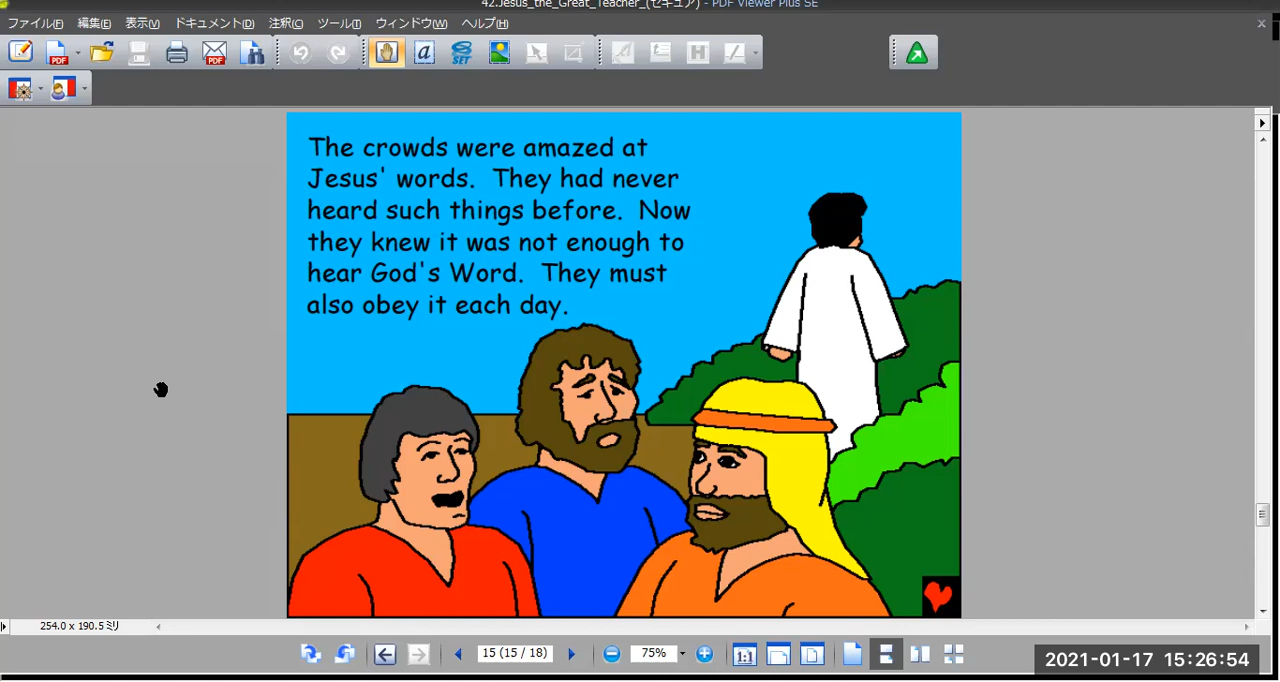 42.Jesus_the_Great_Teacher_(セキュア) - PDF Viewer Plus SE
ファイル(F) 編集(E) 表示(V) ドキュメント(D) 注釈(C) ツール(T) ウィンドウ(W) ヘルプ(H)
The crowds were amazed at
Jesus' words. They had never
heard such things before. Now
they knew it was not enough to
hear God's Word. They must
also obey it each day.
254.0 x 190.5 ミリ
15 (15 / 18) 75% 1:1
2021-01-17 15:26:54